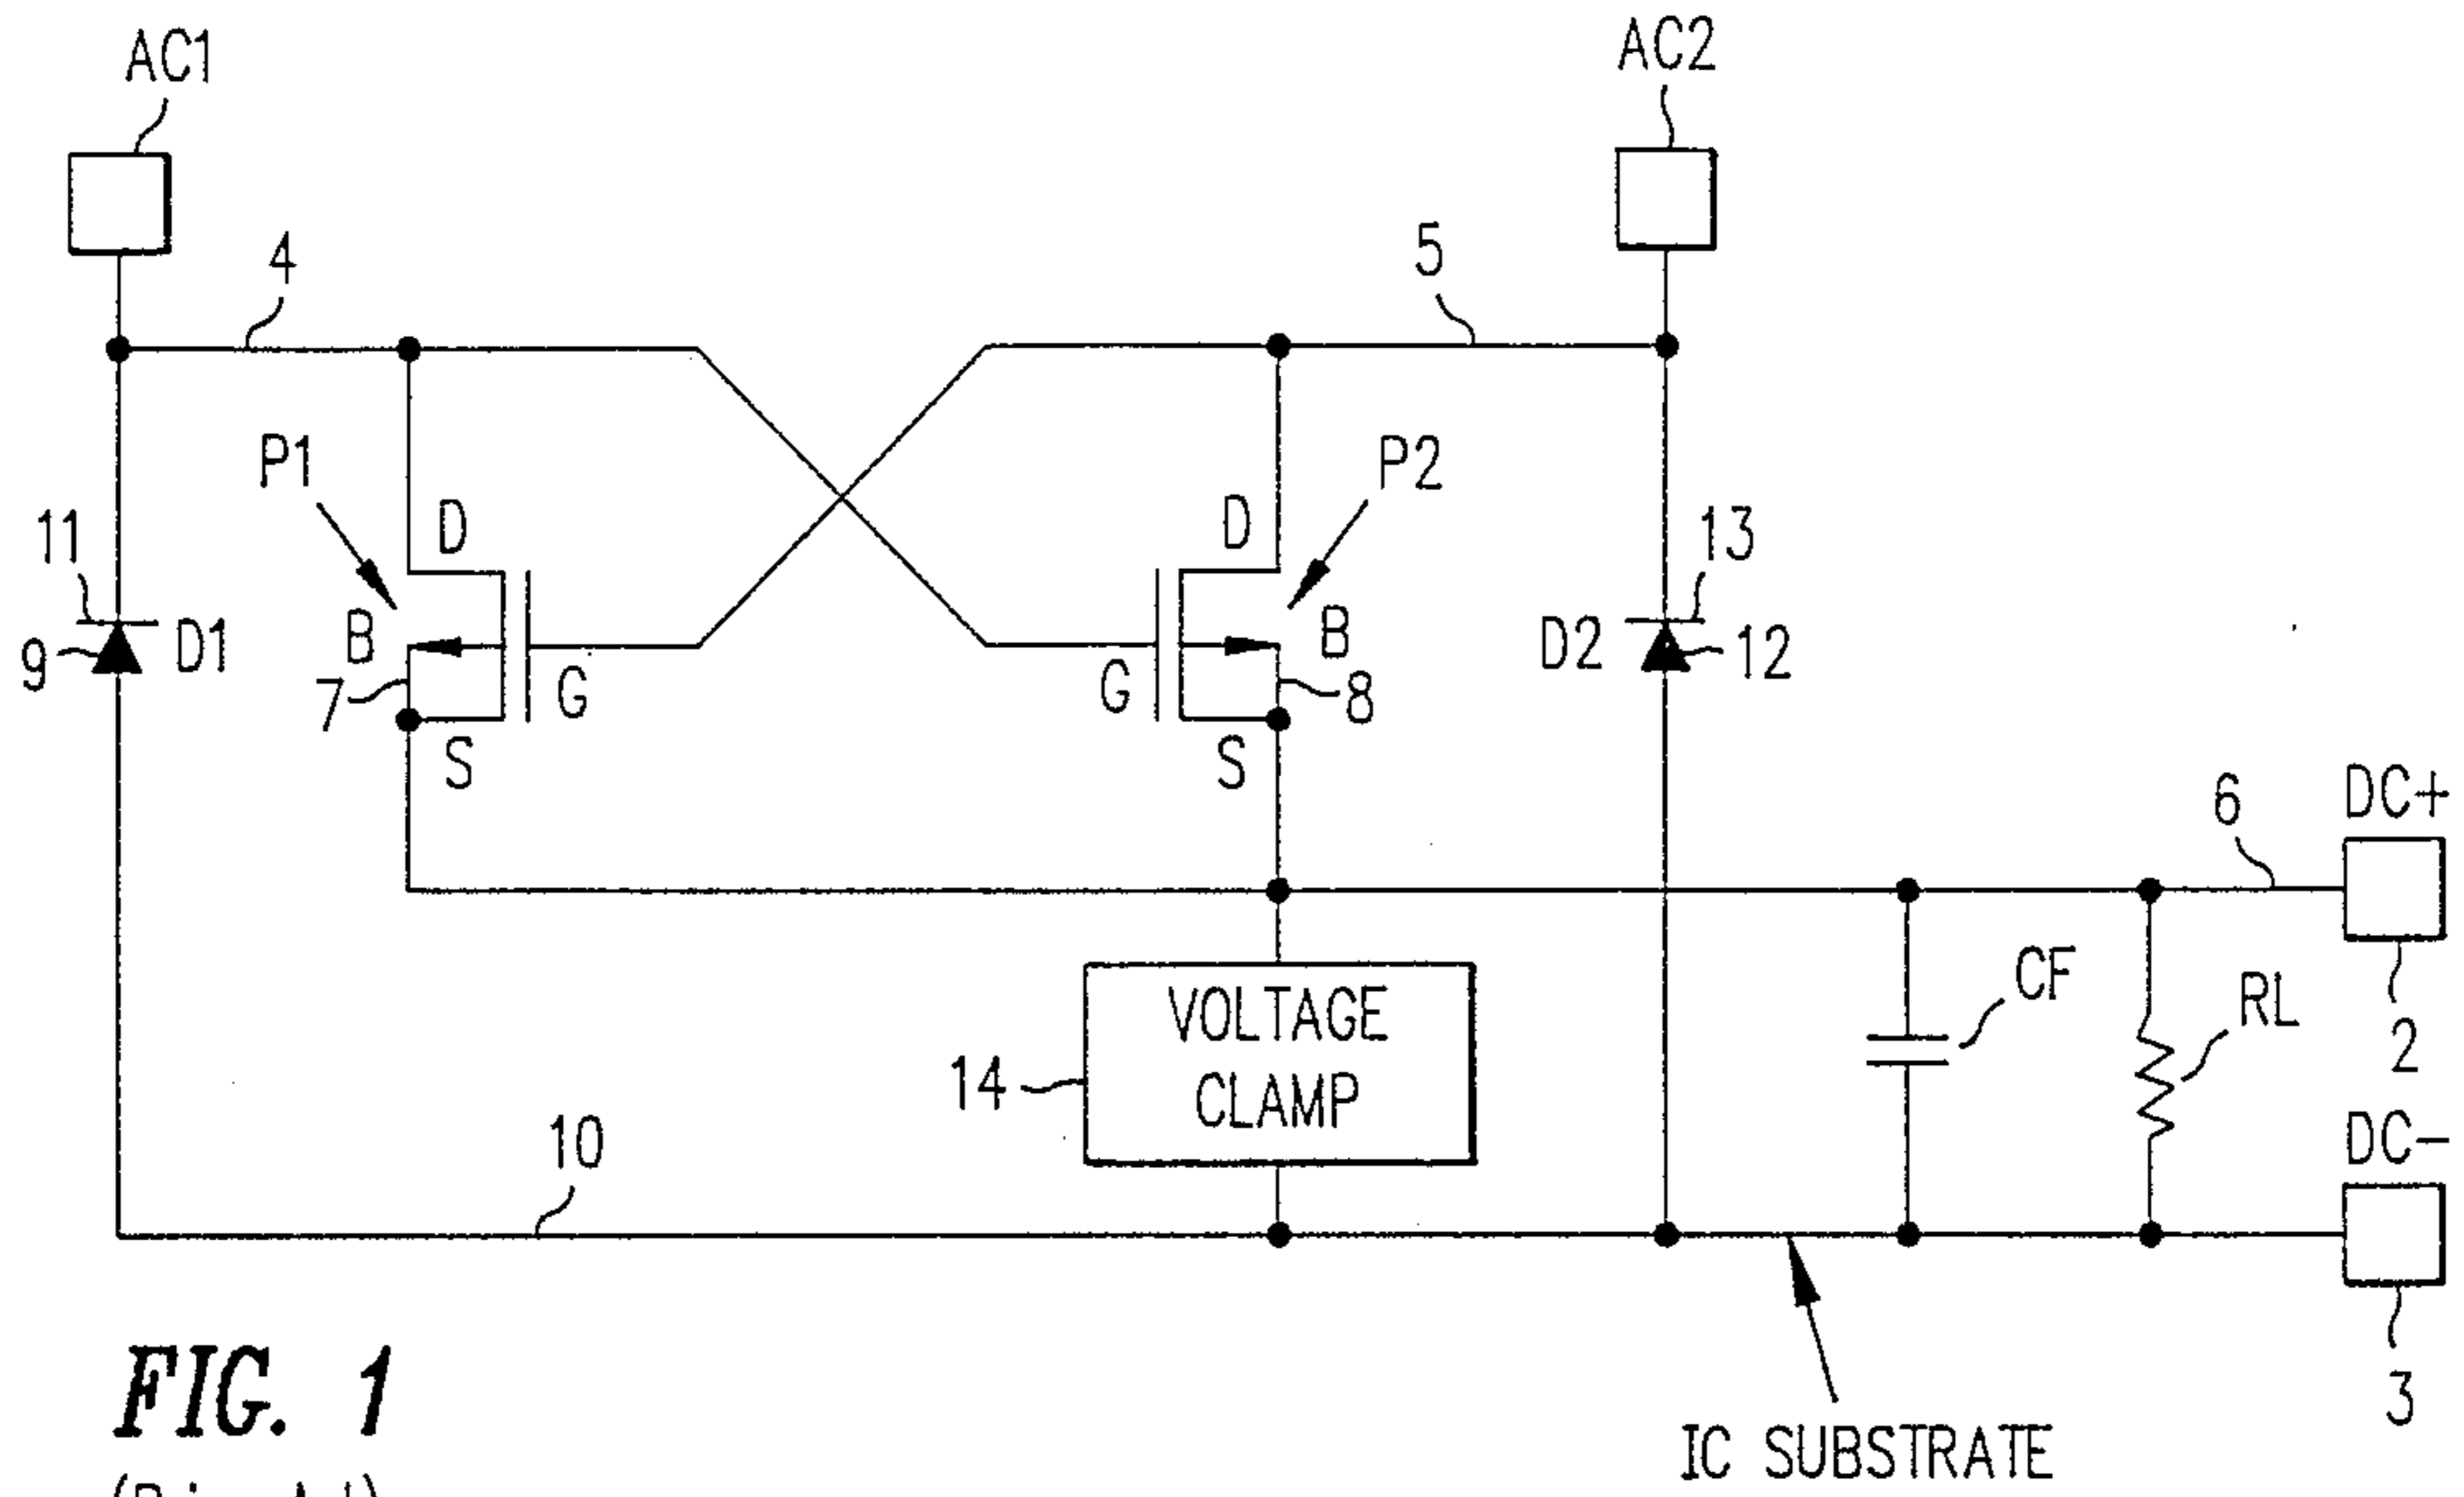 AC1
AC2
4
5
P1
P2
D
D
11
13
B
B
9
D1
D2
12
7
G
G
8
S
S
6
DC+
CF
RL
2
VOLTAGE
CLAMP
14
10
DC-
3
FIG. 1
IC SUBSTRATE